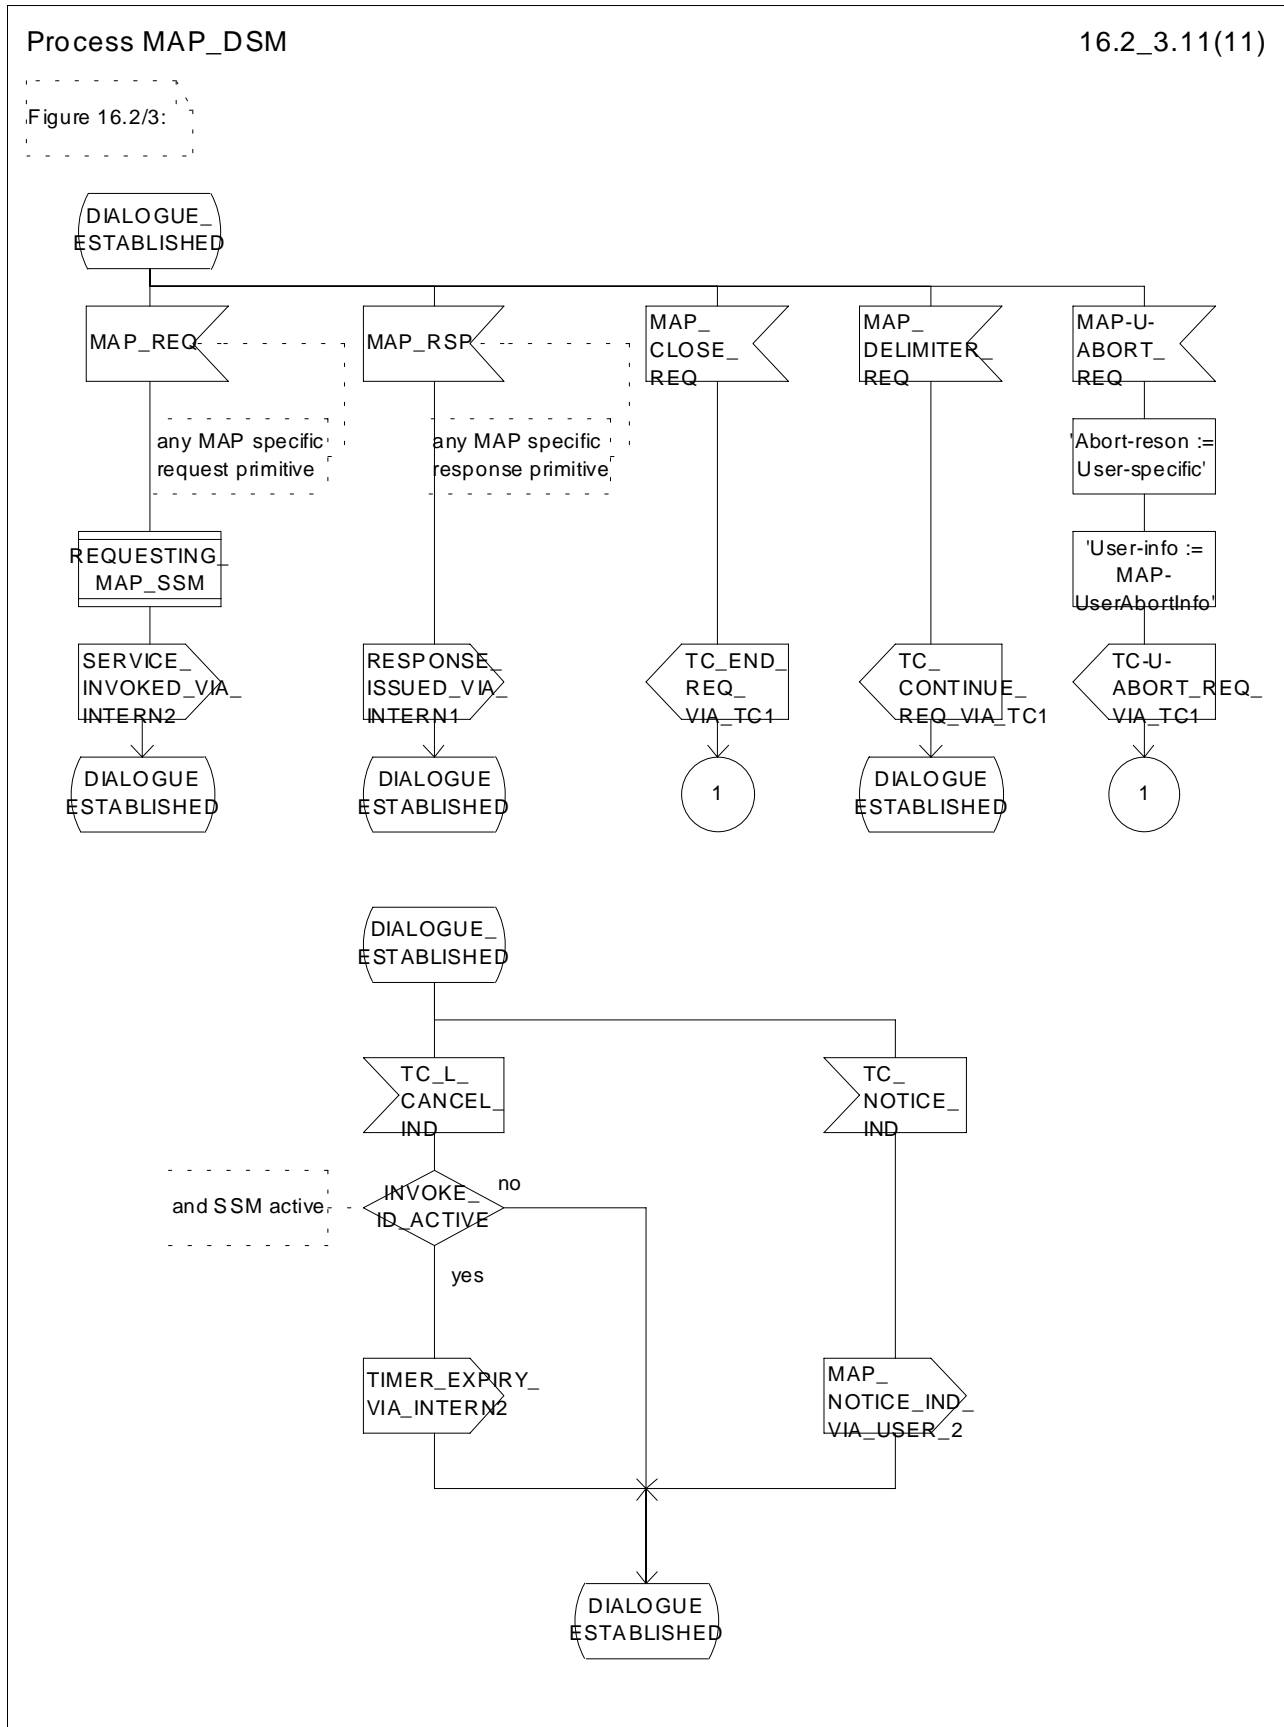 Process MAP_DSM
16.2_3.11(11)
Figure 16.2/3:
DIALOGUE_
ESTABLISHED
MAP_REQ
MAP_RSP
MAP_
CLOSE_
REQ
MAP_
DELIMITER_
REQ
MAP-U-
ABORT_
REQ
any MAP specific
request primitive
any MAP specific
response primitive
'Abort-reson :=
User-specific'
REQUESTING_
MAP_SSM
'User-info :=
MAP-
UserAbortInfo'
SERVICE_
INVOKED_VIA_
INTERN2
RESPONSE_
ISSUED_VIA_
INTERN1
TC_END_
REQ_
VIA_TC1
TC_
CONTINUE_
REQ_VIA_TC1
TC-U-
ABORT_REQ_
VIA_TC1
DIALOGUE
ESTABLISHED
DIALOGUE
ESTABLISHED
1
DIALOGUE
ESTABLISHED
1
DIALOGUE_
ESTABLISHED
TC_L_
CANCEL_
IND
TC_
NOTICE_
IND
and SSM active
INVOKE_
ID_ACTIVE
no
yes
TIMER_EXPIRY_
VIA_INTERN2
MAP_
NOTICE_IND_
VIA_USER_2
DIALOGUE
ESTABLISHED